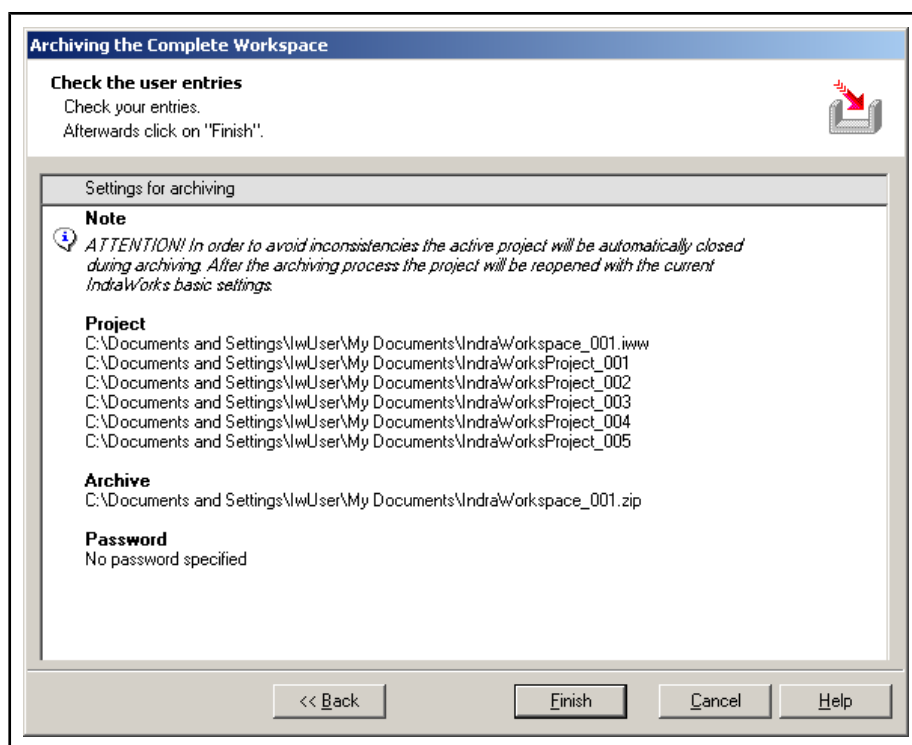 Archiving the Complete Workspace
Check the user entries
Check your entries.
Afterwards click on "Finish".
Settings for archiving
Note
ATTENTION! In order to avoid inconsistencies the active project will be automatically closed
during archiving. After the archiving process the project will be reopened with the current
IndraWorks basic settings.
Project
C:\Documents and Settings\IwUser\My Documents\IndraWorkspace_001.iww
C:\Documents and Settings\IwUser\My Documents\IndraWorksProject_001
C:\Documents and Settings\IwUser\My Documents\IndraWorksProject_002
C:\Documents and Settings\IwUser\My Documents\IndraWorksProject_003
C:\Documents and Settings\IwUser\My Documents\IndraWorksProject_004
C:\Documents and Settings\IwUser\My Documents\IndraWorksProject_005
Archive
C:\Documents and Settings\IwUser\My Documents\IndraWorkspace_001.zip
Password
No password specified
<< Back Finish Cancel Help